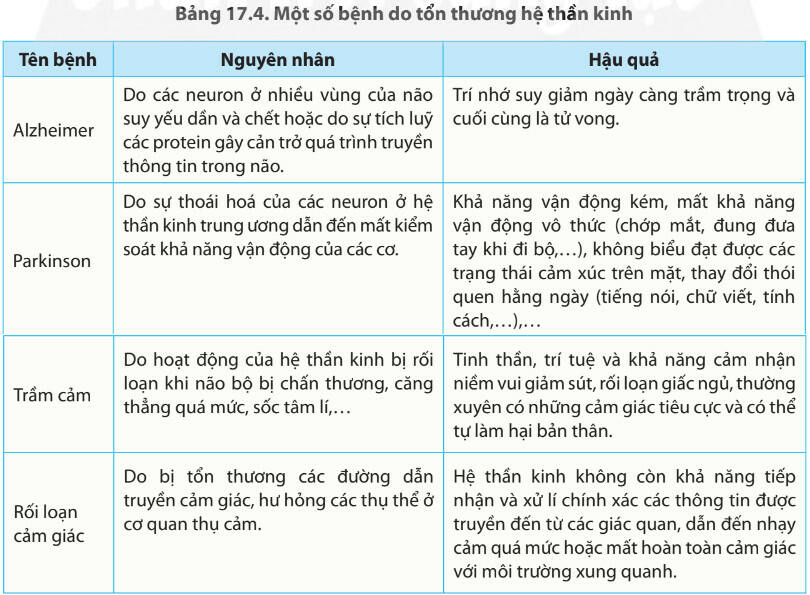 Bảng 17.4. Một số bệnh do tổn thương hệ thần kinh
Tên bệnh
Nguyên nhân
Hậu quả
Alzheimer
Do các neuron ở nhiều vùng của não
suy yếu dần và chết hoặc do sự tích luỹ
các protein gây cản trở quá trình truyền
thông tin trong não.
Trí nhớ suy giảm ngày càng trầm trọng và
cuối cùng là tử vong.
Parkinson
Do sự thoái hoá của các neuron ở hệ
thần kinh trung ương dẫn đến mất kiểm
soát khả năng vận động của các cơ.
Khả năng vận động kém, mất khả năng
vận động vô thức (chớp mắt, đung đưa
tay khi đi bộ,…), không biểu đạt được các
trạng thái cảm xúc trên mặt, thay đổi thói
quen hằng ngày (tiếng nói, chữ viết, tính
cách,…),…
Trầm cảm
Do hoạt động của hệ thần kinh bị rối
loạn khi não bộ bị chấn thương, căng
thẳng quá mức, sốc tâm lí,…
Tinh thần, trí tuệ và khả năng cảm nhận
niềm vui giảm sút, rối loạn giấc ngủ, thường
xuyên có những cảm giác tiêu cực và có thể
tự làm hại bản thân.
Rối loạn
cảm giác
Do bị tổn thương các đường dẫn
truyền cảm giác, hư hỏng các thụ thể ở
cơ quan thụ cảm.
Hệ thần kinh không còn khả năng tiếp
nhận và xử lí chính xác các thông tin được
truyền đến từ các giác quan, dẫn đến nhạy
cảm quá mức hoặc mất hoàn toàn cảm giác
với môi trường xung quanh.